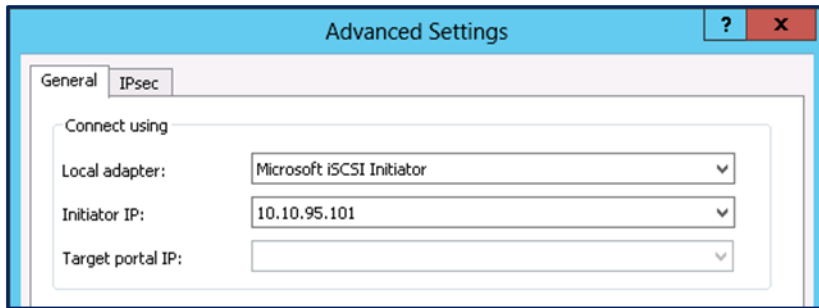 Advanced Settings
? x
General IPsec
Connect using
Local adapter: Microsoft iSCSI Initiator
Initiator IP: 10.10.95.101
Target portal IP: